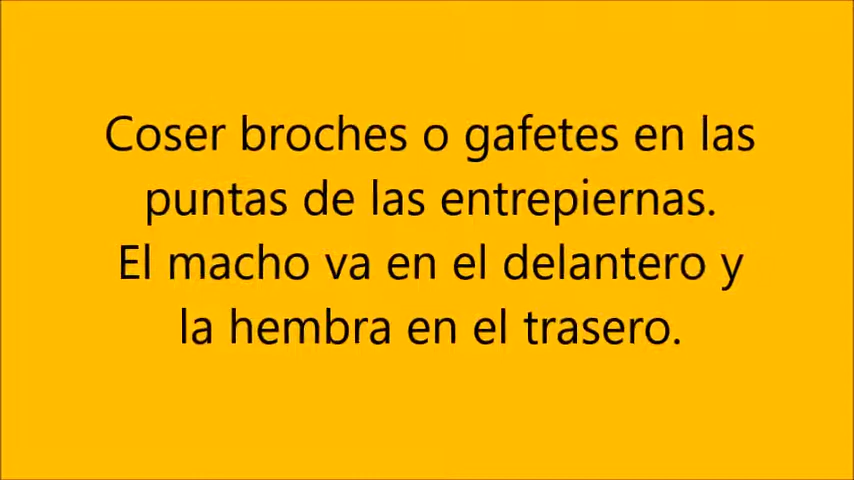 Coser broches o gafetes en las
puntas de las entrepiernas.
El macho va en el delantero y
la hembra en el trasero.